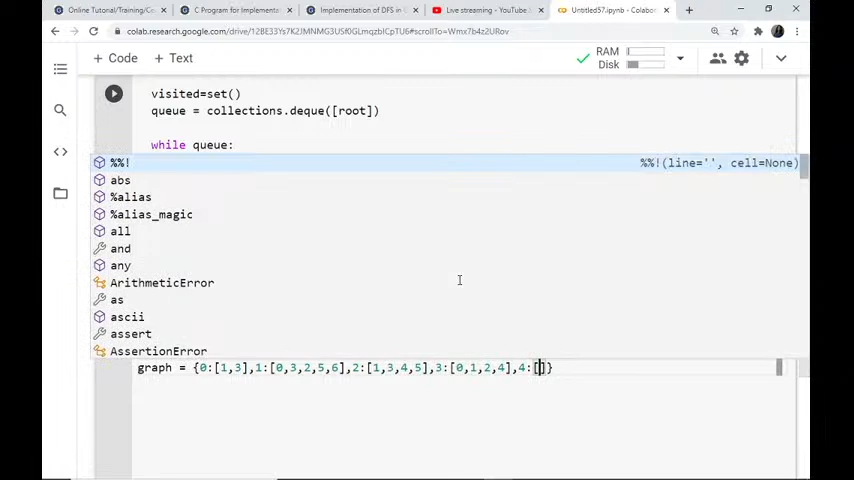 Online Tutorial/Training/Co
C Program for Implementa
Implementation of DFS in
Live streaming - YouTube
Untitled57.ipynb - Colabor
colab.research.google.com/drive/12BE33Ys7K2JMNMG3USf0GLmqzbICpTU6#scrollTo=Wmx7b4z2URov
+ Code + Text
RAM
Disk
visited=set()
queue = collections.deque([root])
while queue:
%%! %%!(line='', cell=None)
abs
%alias
%alias_magic
all
and
any
ArithmeticError
as
ascii
assert
AssertionError
graph = {0:[1,3],1:[0,3,2,5,6],2:[1,3,4,5],3:[0,1,2,4],4:[]}